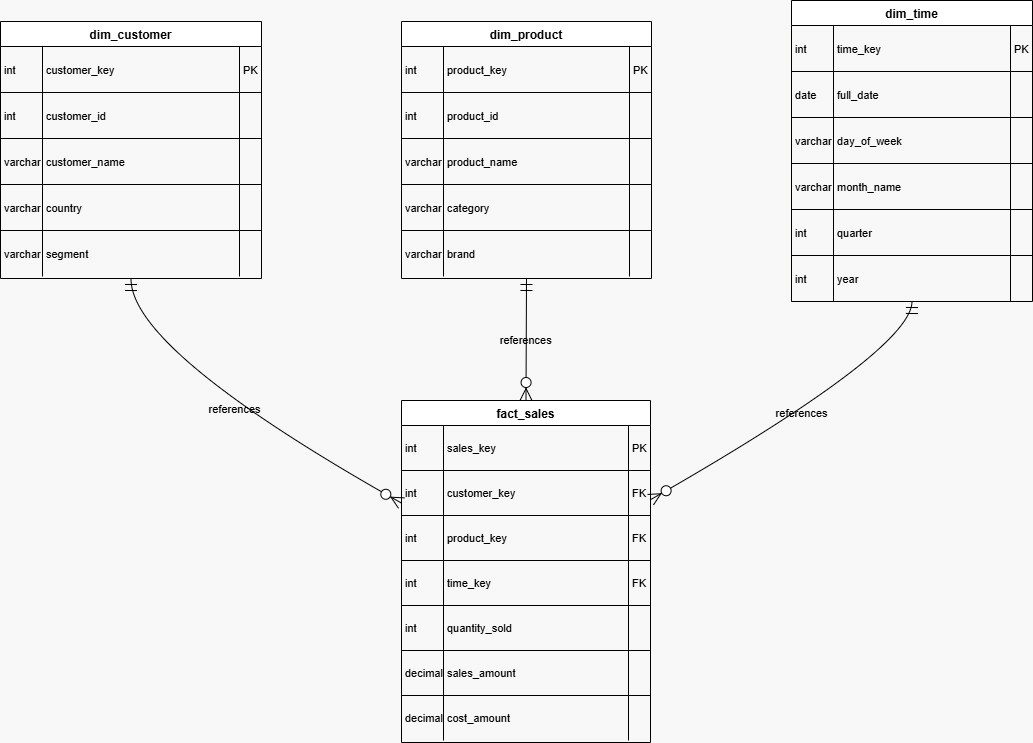 dim_customer
int customer_key PK
int customer_id
varchar customer_name
varchar country
varchar segment
dim_product
int product_key PK
int product_id
varchar product_name
varchar category
varchar brand
dim_time
int time_key PK
date full_date
varchar day_of_week
varchar month_name
int quarter
int year
references
references
references
fact_sales
int sales_key PK
int customer_key FK
int product_key FK
int time_key FK
int quantity_sold
decimal sales_amount
decimal cost_amount